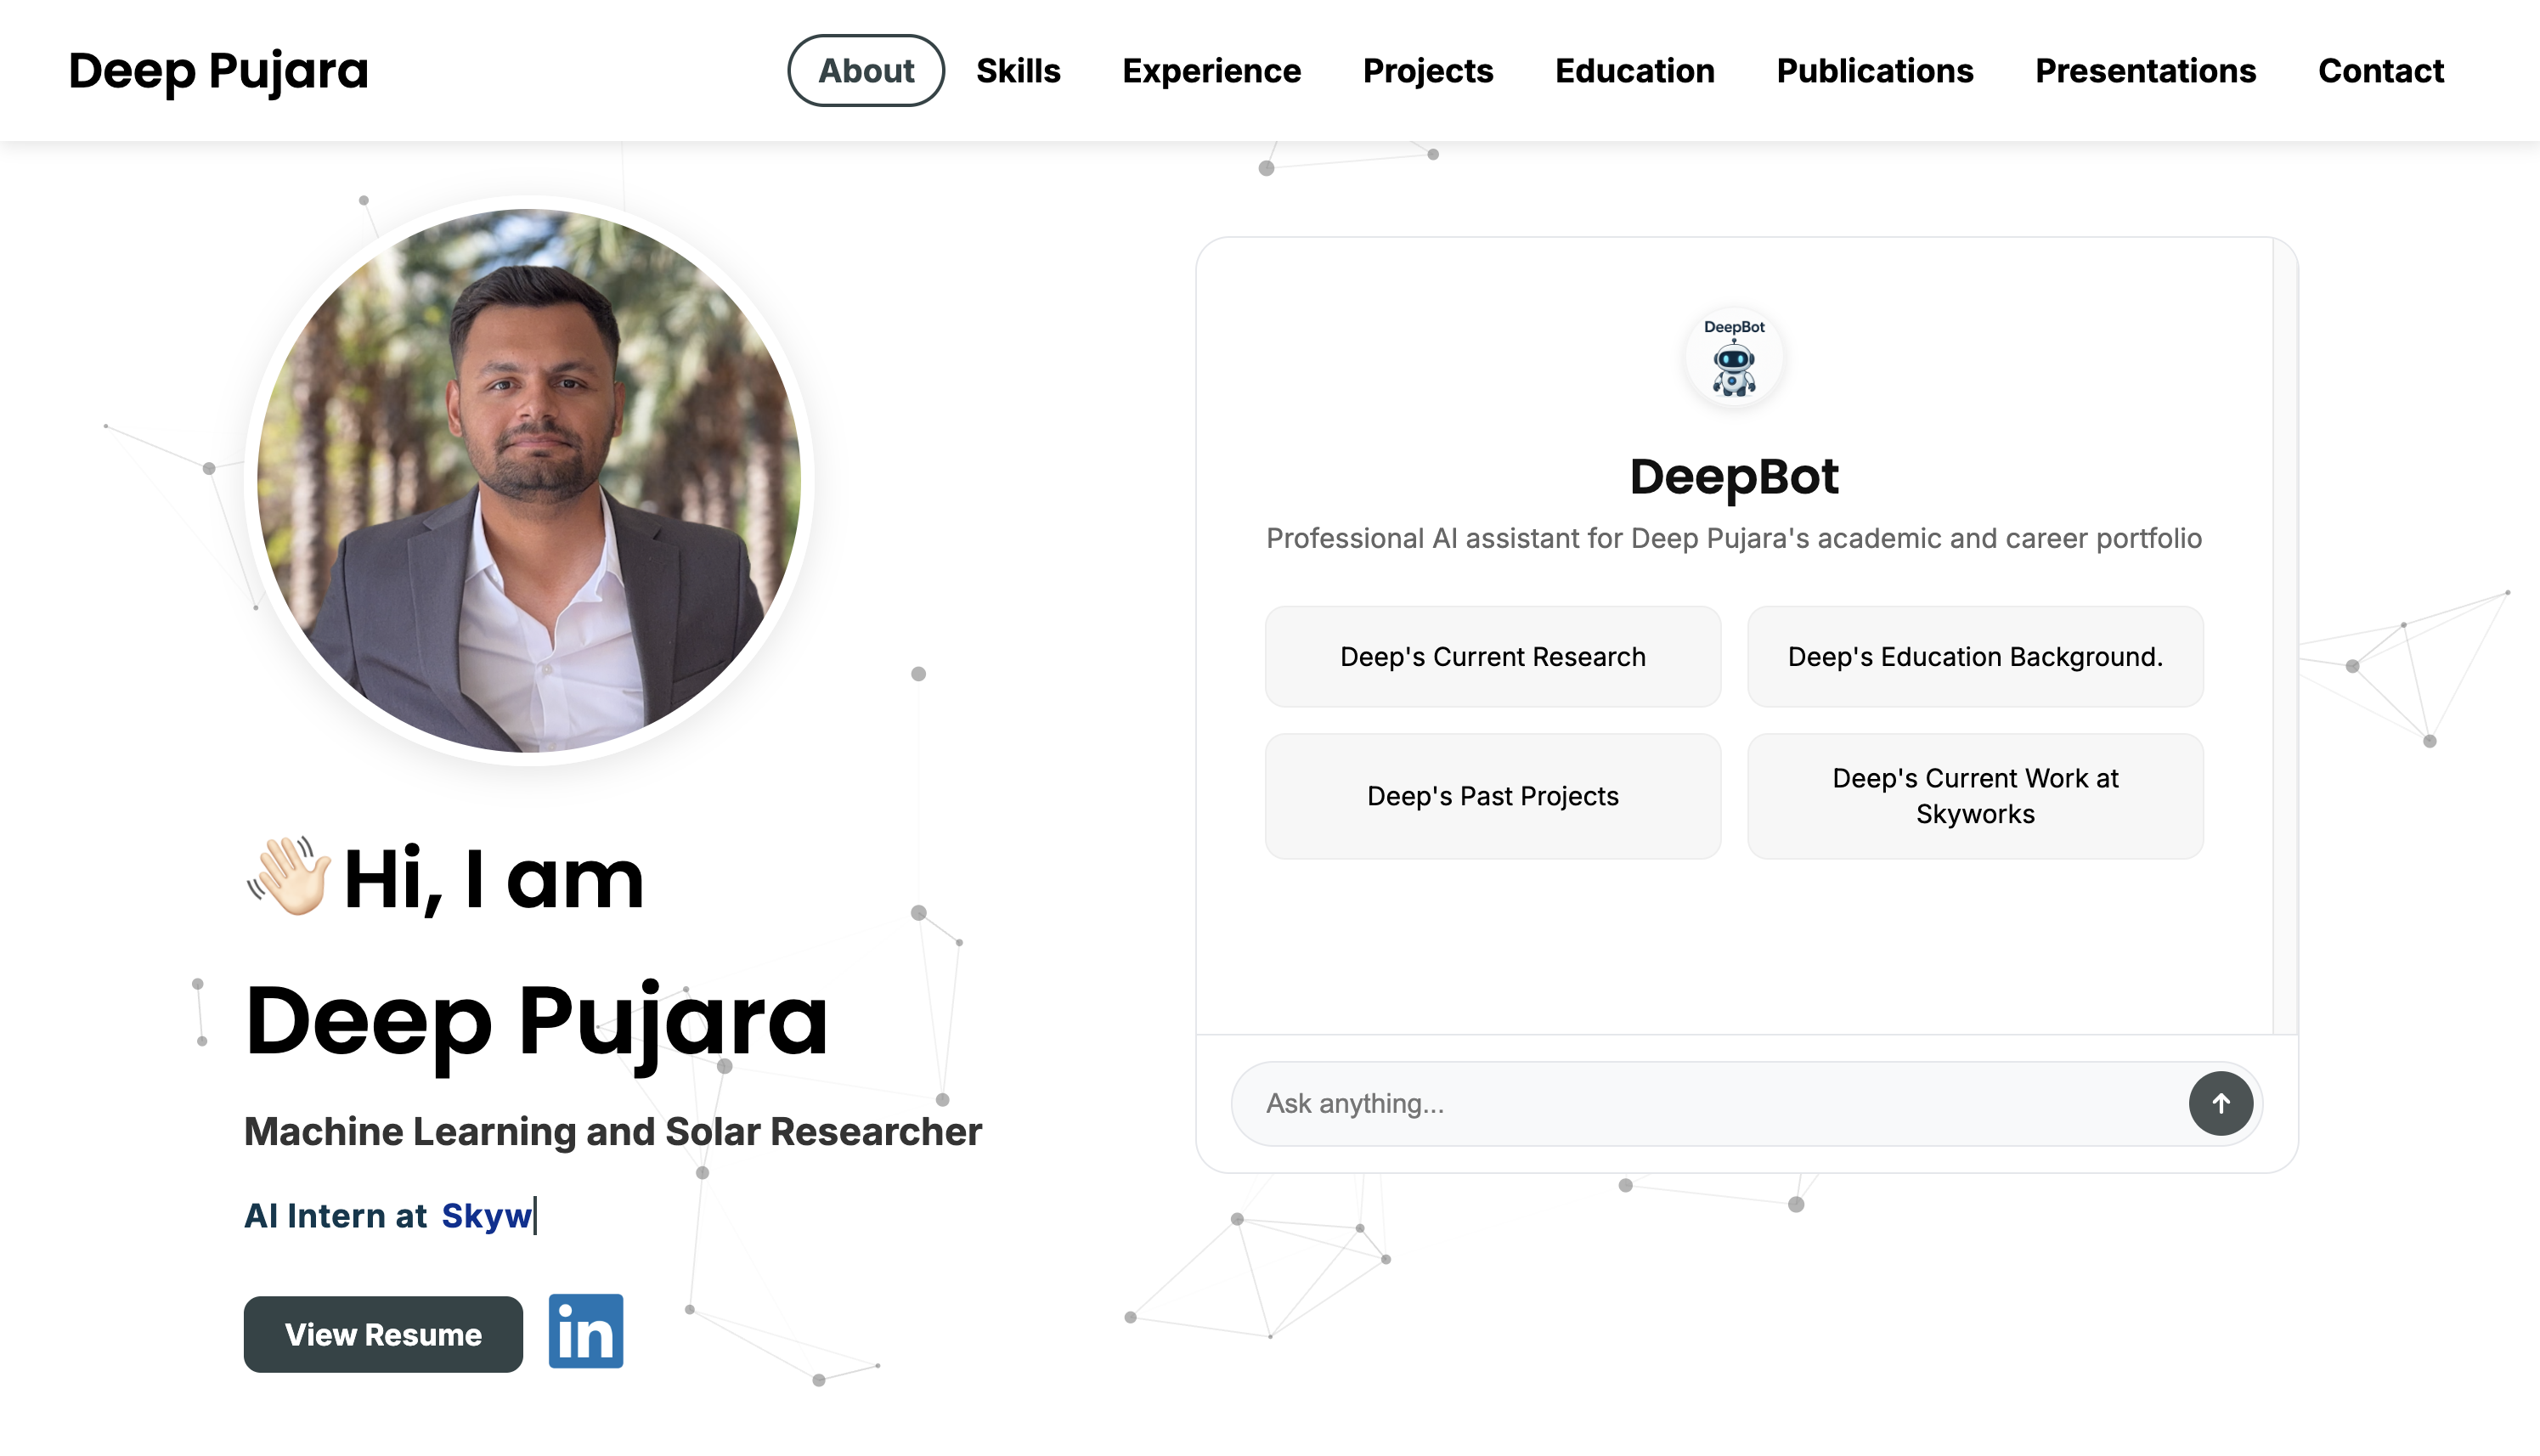 Deep Pujara
About
Skills
Experience
Projects
Education
Publications
Presentations
Contact
👋🏻 Hi, I am
Deep Pujara
Machine Learning and Solar Researcher
AI Intern at Skyw
View Resume
in
DeepBot
DeepBot
Professional AI assistant for Deep Pujara's academic and career portfolio
Deep's Current Research
Deep's Education Background.
Deep's Past Projects
Deep's Current Work at
Skyworks
Ask anything...